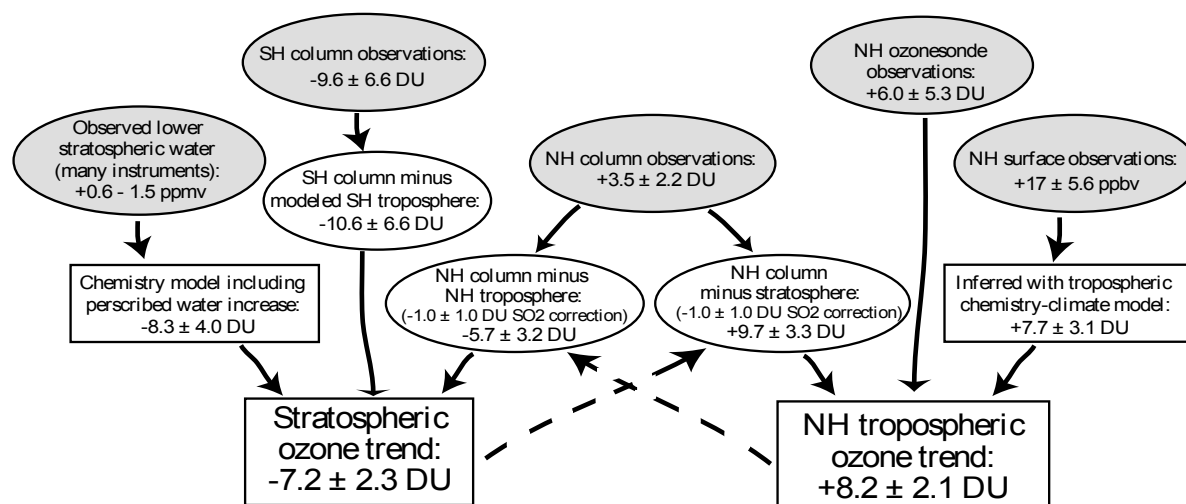 SH column observations:
-9.6 ± 6.6 DU
NH ozonesonde
observations:
+6.0 ± 5.3 DU
Observed lower
stratospheric water
(many instruments):
+0.6 - 1.5 ppmv
SH column minus
modeled SH troposphere:
-10.6 ± 6.6 DU
NH column observations:
+3.5 ± 2.2 DU
NH surface observations:
+17 ± 5.6 ppbv
Chemistry model including
perscribed water increase:
-8.3 ± 4.0 DU
NH column minus
NH troposphere:
(-1.0 ± 1.0 DU SO2 correction)
-5.7 ± 3.2 DU
NH column
minus stratosphere:
(-1.0 ± 1.0 DU SO2 correction)
+9.7 ± 3.3 DU
Inferred with tropospheric
chemistry-climate model:
+7.7 ± 3.1 DU
Stratospheric
ozone trend:
-7.2 ± 2.3 DU
NH tropospheric
ozone trend:
+8.2 ± 2.1 DU